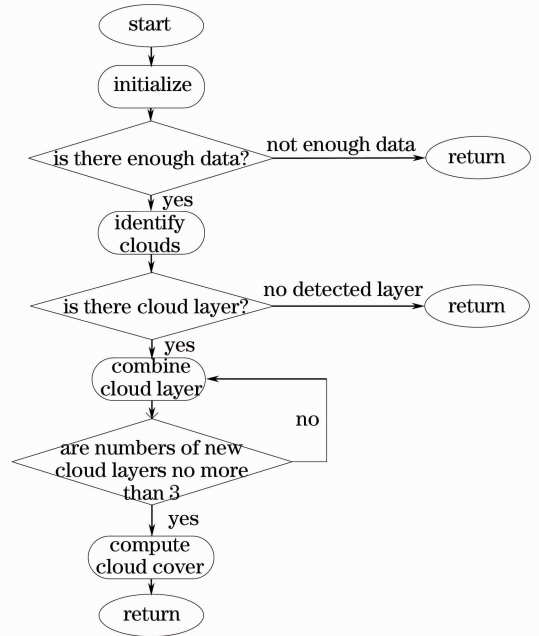 start
initialize
is there enough data?
not enough data
return
yes
identify
clouds
is there cloud layer?
no detected layer
return
yes
combine
cloud layer
no
are numbers of new
cloud layers no more
than 3
yes
compute
cloud cover
return